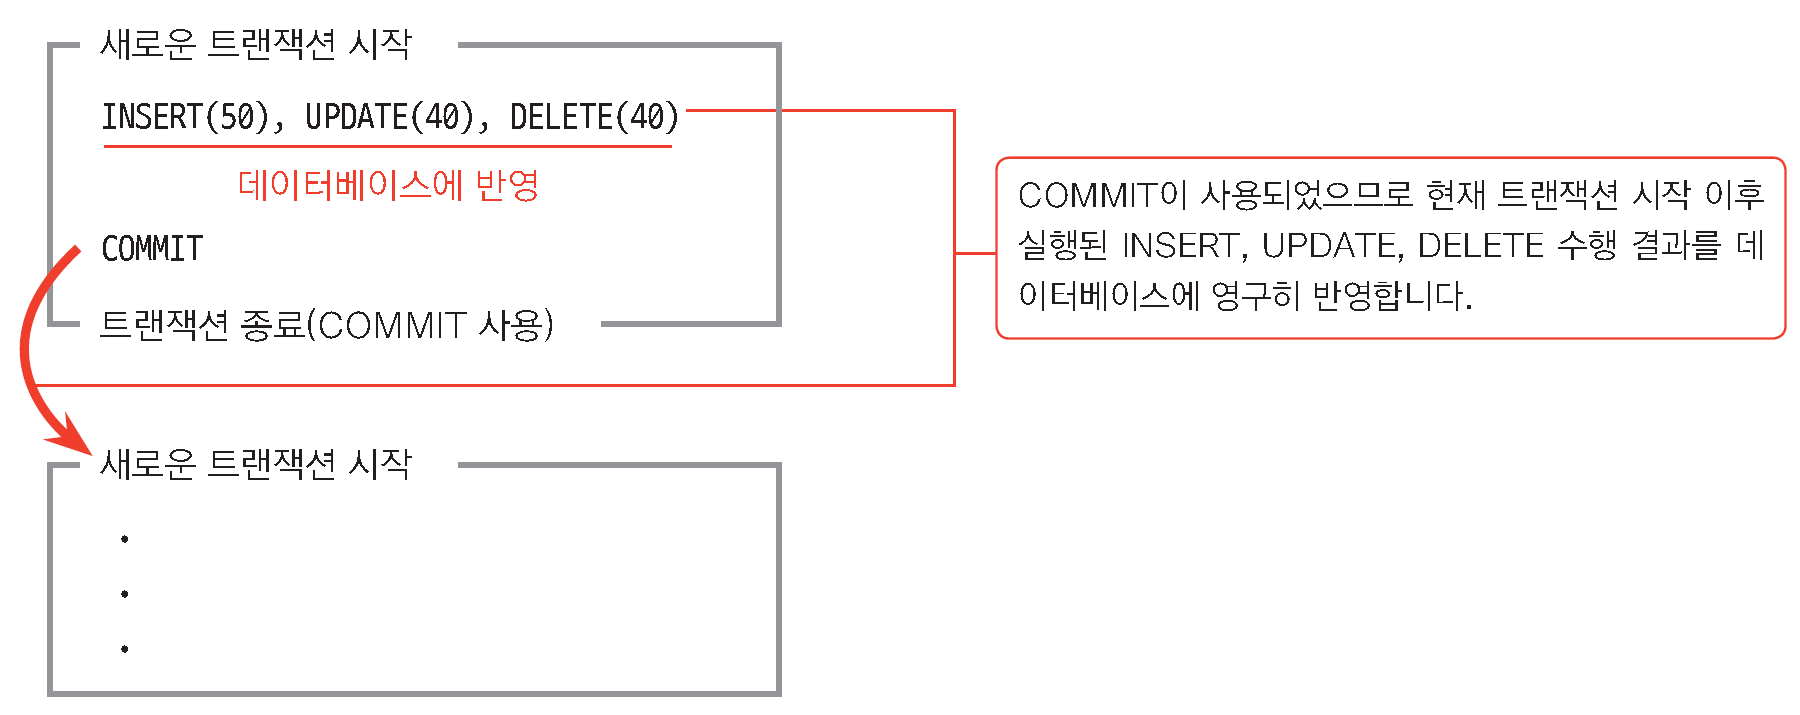 새로운 트랜잭션 시작
INSERT(50), UPDATE(40), DELETE(40)
데이터베이스에 반영
COMMIT
트랜잭션 종료(COMMIT 사용)
COMMIT이 사용되었으므로 현재 트랜잭션 시작 이후
실행된 INSERT, UPDATE, DELETE 수행 결과를 데
이터베이스에 영구히 반영합니다.
새로운 트랜잭션 시작